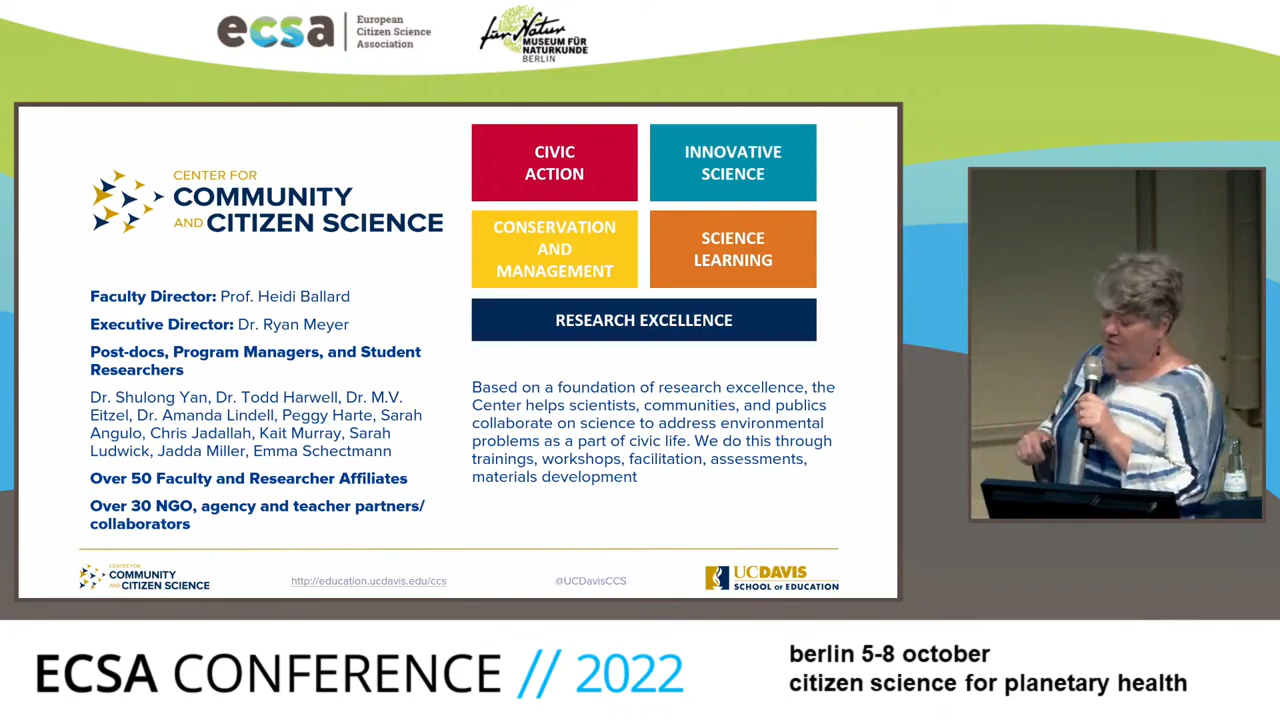 ecsa
European
Citizen Science
Association
für Natur
MUSEUM FÜR
NATURKUNDE
BERLIN
CENTER FOR
COMMUNITY
AND CITIZEN SCIENCE
Faculty Director: Prof. Heidi Ballard
Executive Director: Dr. Ryan Meyer
Post-docs, Program Managers, and Student
Researchers
Dr. Shulong Yan, Dr. Todd Harwell, Dr. M.V.
Eitzel, Dr. Amanda Lindell, Peggy Harte, Sarah
Angulo, Chris Jadallah, Kait Murray, Sarah
Ludwick, Jadda Miller, Emma Schectmann
Over 50 Faculty and Researcher Affiliates
Over 30 NGO, agency and teacher partners/
collaborators
CIVIC
ACTION
INNOVATIVE
SCIENCE
CONSERVATION
AND
MANAGEMENT
SCIENCE
LEARNING
RESEARCH EXCELLENCE
Based on a foundation of research excellence, the
Center helps scientists, communities, and publics
collaborate on science to address environmental
problems as a part of civic life. We do this through
trainings, workshops, facilitation, assessments,
materials development
CENTER FOR
COMMUNITY
AND CITIZEN SCIENCE
http://education.ucdavis.edu/ccs
@UCDavisCCS
UCDAVIS
SCHOOL OF EDUCATION
ECSA CONFERENCE // 2022
berlin 5-8 october
citizen science for planetary health